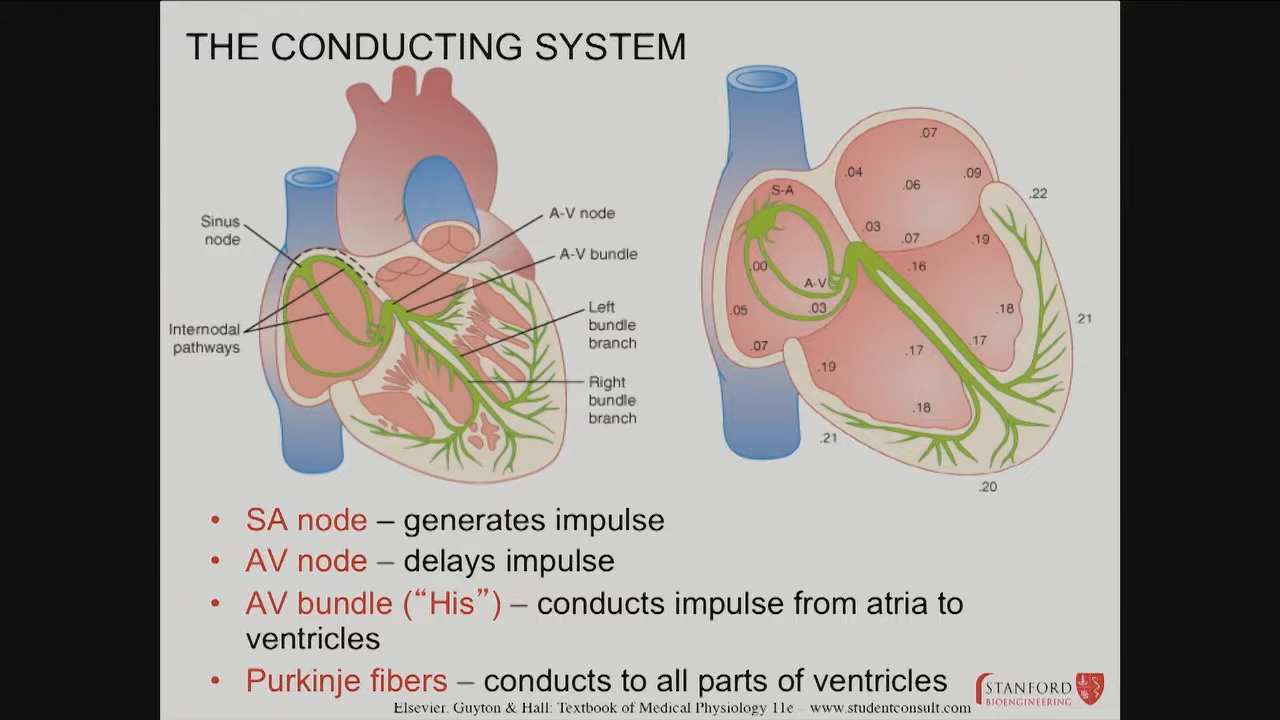 THE CONDUCTING SYSTEM
Sinus
node
Internodal
pathways
A-V node
A-V bundle
Left
bundle
branch
Right
bundle
branch
.07
.04
.09
.06
S-A
.22
.03
.07
.19
.00
.16
A-V
.05
.03
.18
.21
.07
.17
.17
.19
.18
.21
.20
• SA node – generates impulse
• AV node – delays impulse
• AV bundle (“His”) – conducts impulse from atria to
ventricles
• Purkinje fibers – conducts to all parts of ventricles
STANFORD
BIOENGINEERING
Elsevier. Guyton & Hall: Textbook of Medical Physiology 11e – www.studentconsult.com